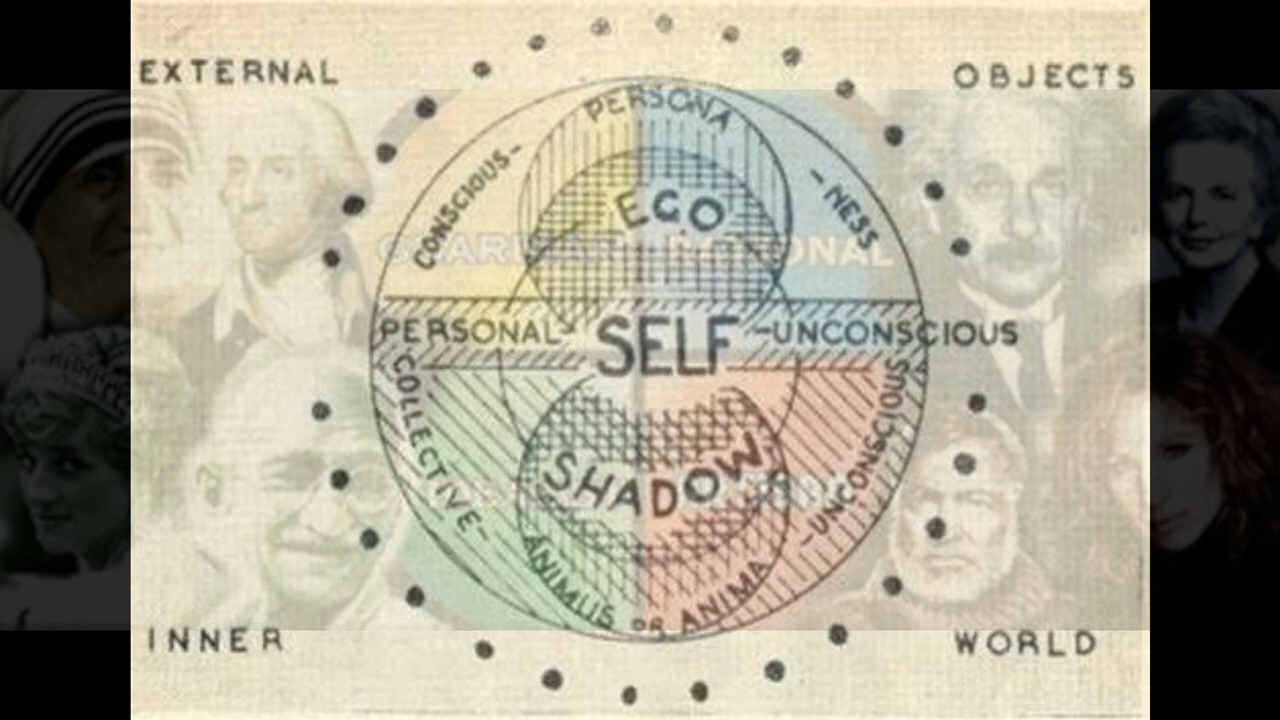 EXTERNAL
OBJECTS
PERSONA
CONSCIOUS-
-NESS
EGO
PERSONAL-
SELF
-UNCONSCIOUS
COLLECTIVE-
-UNCONSCIOUS
SHADOW
ANIMUS OR ANIMA
INNER
WORLD